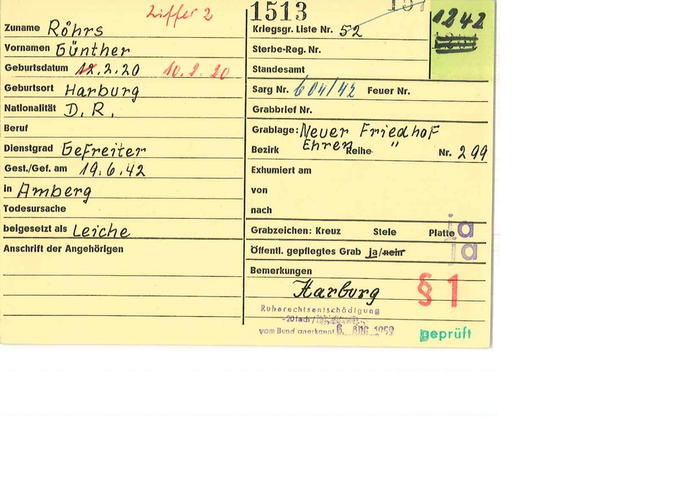 Ziffer 2
Zuname Röhrs
Vornamen Günther
Geburtsdatum 12.2.20 10.2.20
Geburtsort Harburg
Nationalität D.R.
Beruf
Dienstgrad Gefreiter
Gest./Gef. am 19.6.42
in Amberg
Todesursache
beigesetzt als Leiche
Anschrift der Angehörigen
1513
1242
Kriegsgr. Liste Nr. 52
Sterbe-Reg. Nr.
Standesamt
Sarg Nr. 604/42 Feuer Nr.
Grabbrief Nr.
Grablage: Neuer Friedhof
Bezirk Ehren Reihe " Nr. 299
Exhumiert am
von
nach
Grabzeichen: Kreuz Stele Platte ja
Öffentl. gepflegtes Grab ja/nein ja
Bemerkungen
Harburg § 1
Ruherechtsentschädigung
-20fach/
vom Bund anerkannt 6.
geprüft